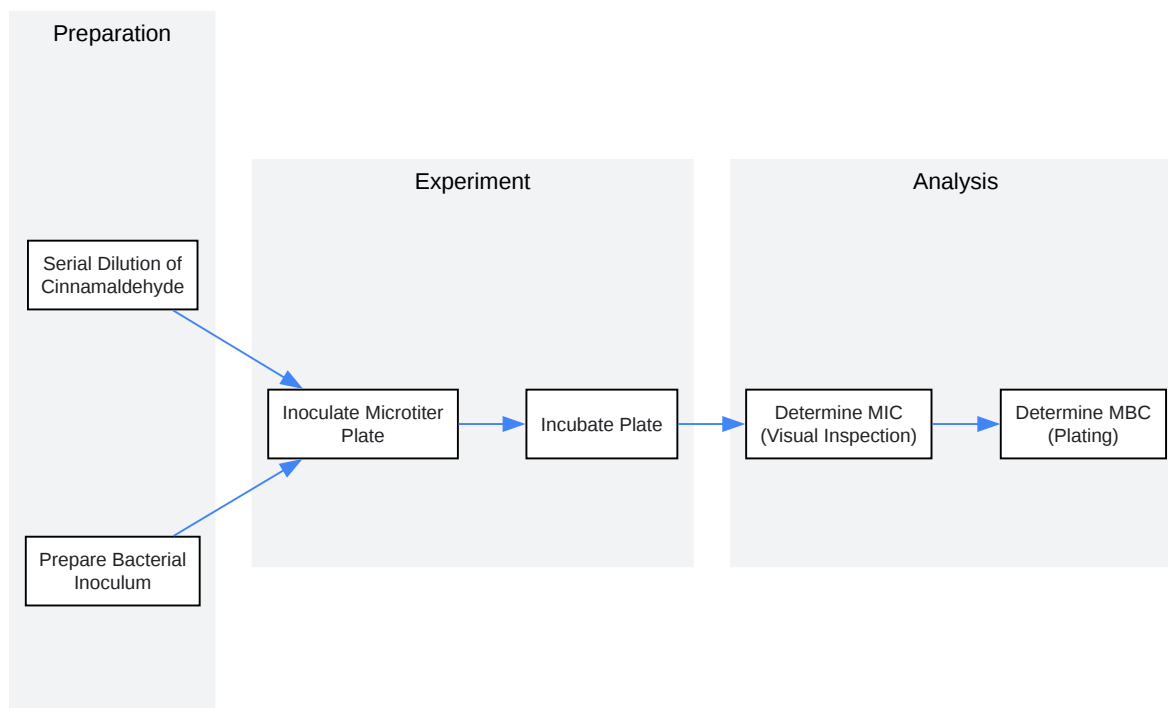 Preparation
Serial Dilution of
Cinnamaldehyde
Prepare Bacterial
Inoculum
Experiment
Inoculate Microtiter
Plate
Incubate Plate
Analysis
Determine MIC
(Visual Inspection)
Determine MBC
(Plating)